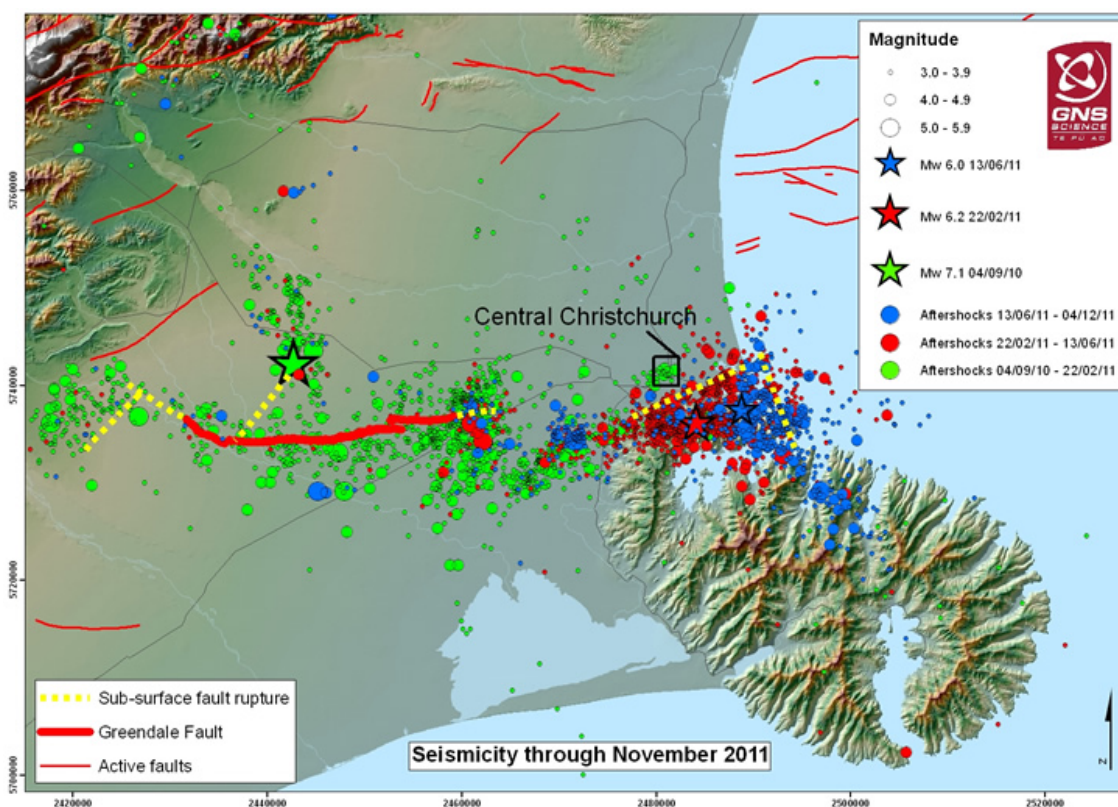 Magnitude
3.0 - 3.9
4.0 - 4.9
5.0 - 5.9
Mw 6.0 13/06/11
Mw 6.2 22/02/11
Mw 7.1 04/09/10
Aftershocks 13/06/11 - 04/12/11
Aftershocks 22/02/11 - 13/06/11
Aftershocks 04/09/10 - 22/02/11
GNS
SCIENCE
TE PU AO
Central Christchurch
5760000
5740000
5720000
5700000
Sub-surface fault rupture
Greendale Fault
Active faults
Seismicity through November 2011
N
2420000
2440000
2460000
2480000
2500000
2520000